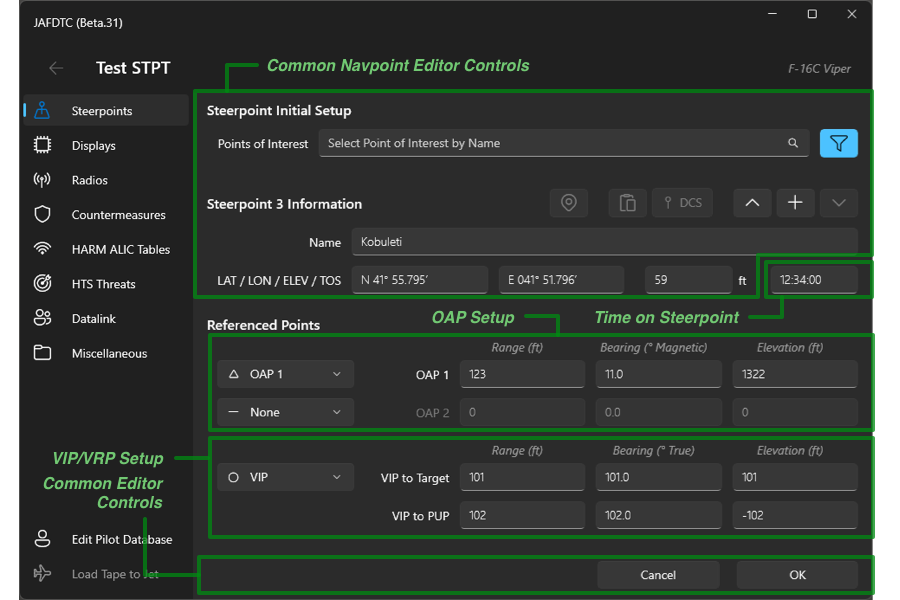 JAFDTC (Beta.31)
Test STPT
Common Navpoint Editor Controls
F-16C Viper
Steerpoints
Displays
Radios
Countermeasures
HARM ALIC Tables
HTS Threats
Datalink
Miscellaneous
Steerpoint Initial Setup
Points of Interest Select Point of Interest by Name
Steerpoint 3 Information DCS
Name Kobuleti
LAT / LON / ELEV / TOS N 41° 55.795’ E 041° 51.796’ 59 ft 12:34:00
OAP Setup Time on Steerpoint
Referenced Points
Range (ft) Bearing (° Magnetic) Elevation (ft)
OAP 1 OAP 1 123 11.0 1322
None OAP 2 0 0.0 0
VIP/VRP Setup
Range (ft) Bearing (° True) Elevation (ft)
VIP VIP to Target 101 101.0 101
VIP to PUP 102 102.0 -102
Common Editor
Controls
Edit Pilot Database
Load Tape to Jet
Cancel OK